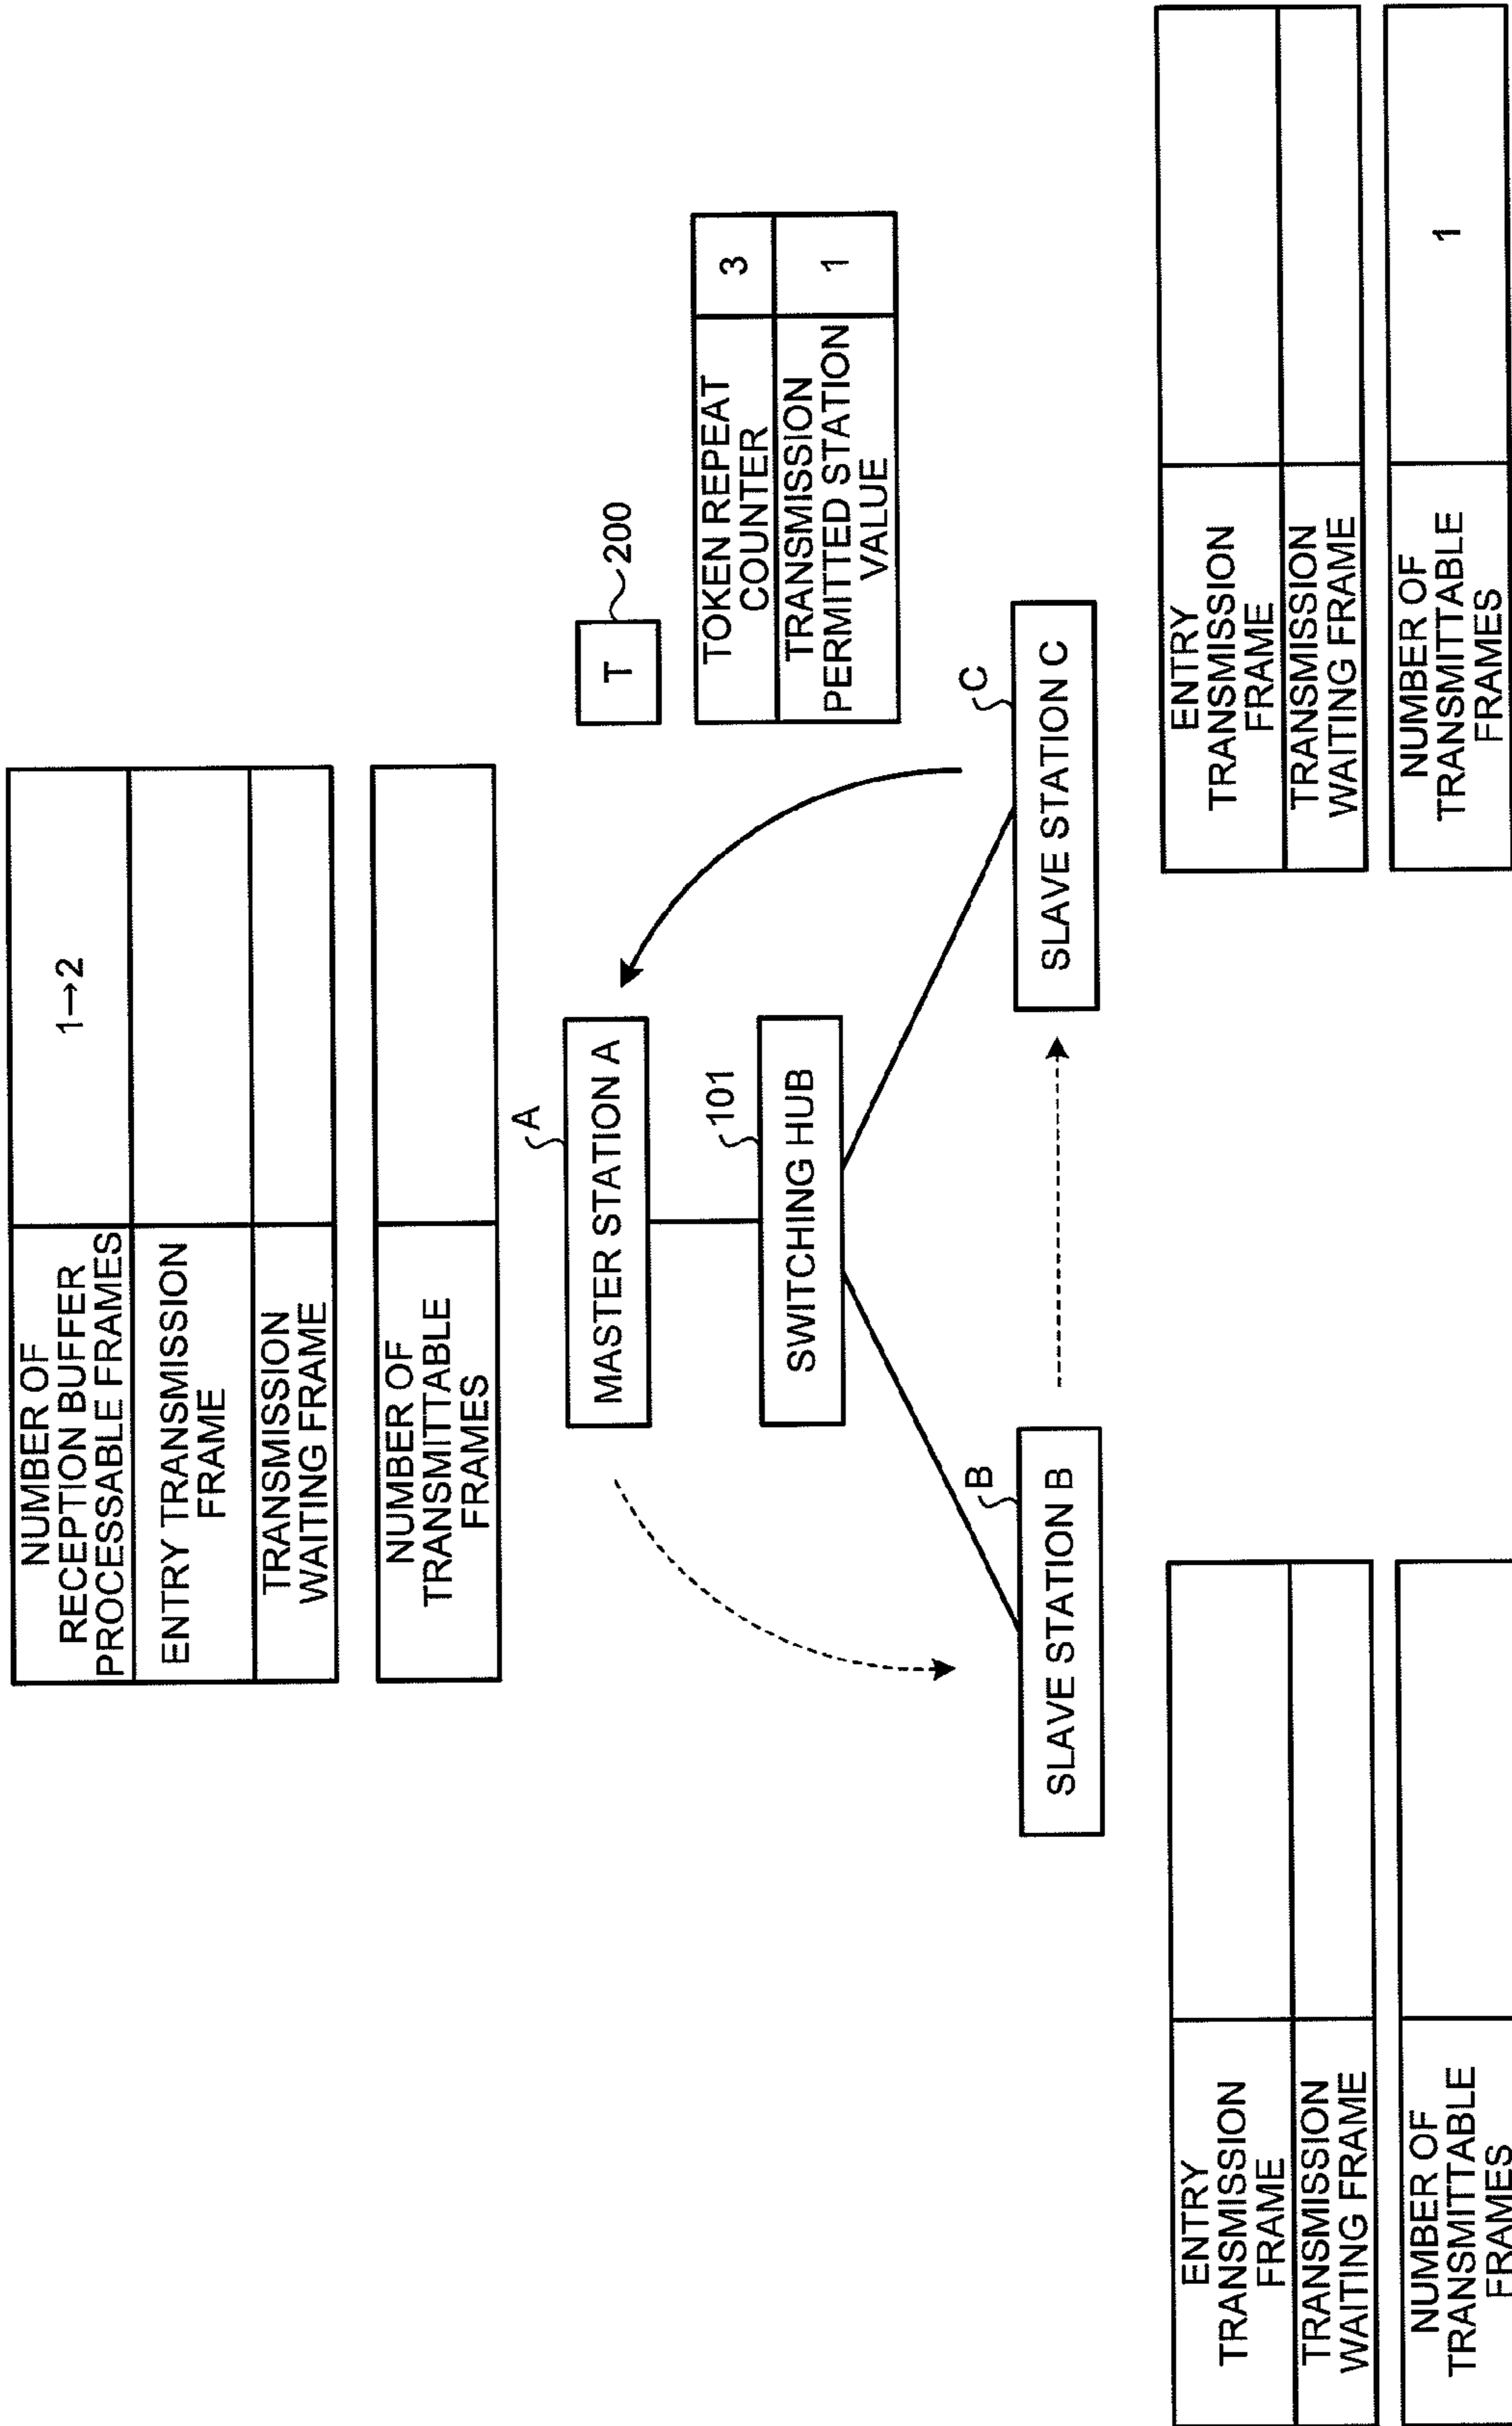 NUMBER OF
RECEPTION BUFFER
PROCESSABLE FRAMES
1→2
ENTRY TRANSMISSION
FRAME
TRANSMISSION
WAITING FRAME
NUMBER OF
TRANSMITTABLE
FRAMES
A
MASTER STATION A
T
200
TOKEN REPEAT
COUNTER
3
TRANSMISSION
PERMITTED STATION
VALUE
1
101
SWITCHING HUB
B
SLAVE STATION B
C
SLAVE STATION C
ENTRY
TRANSMISSION
FRAME
TRANSMISSION
WAITING FRAME
NUMBER OF
TRANSMITTABLE
FRAMES
ENTRY
TRANSMISSION
FRAME
TRANSMISSION
WAITING FRAME
NUMBER OF
TRANSMITTABLE
FRAMES
1